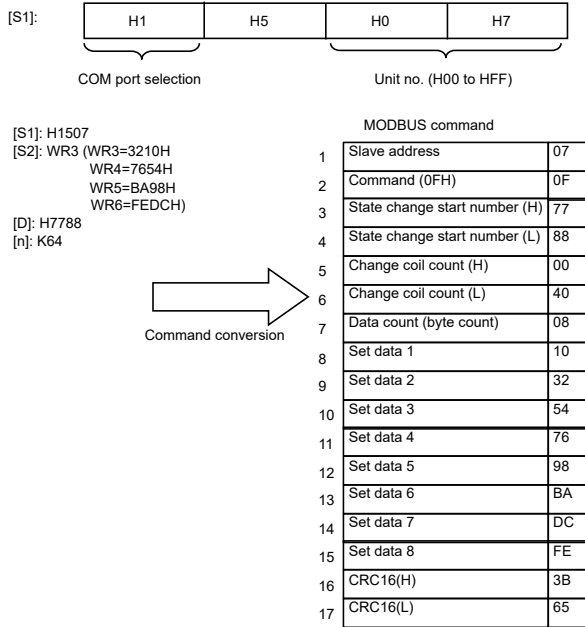 [S1]: H1 H5 H0 H7
COM port selection Unit no. (H00 to HFF)
[S1]: H1507
[S2]: WR3 (WR3=3210H
WR4=7654H
WR5=BA98H
WR6=FEDCH)
[D]: H7788
[n]: K64
Command conversion
MODBUS command
1 Slave address 07
2 Command (0FH) 0F
3 State change start number (H) 77
4 State change start number (L) 88
5 Change coil count (H) 00
6 Change coil count (L) 40
7 Data count (byte count) 08
8 Set data 1 10
9 Set data 2 32
10 Set data 3 54
11 Set data 4 76
12 Set data 5 98
13 Set data 6 BA
14 Set data 7 DC
15 Set data 8 FE
16 CRC16(H) 3B
17 CRC16(L) 65